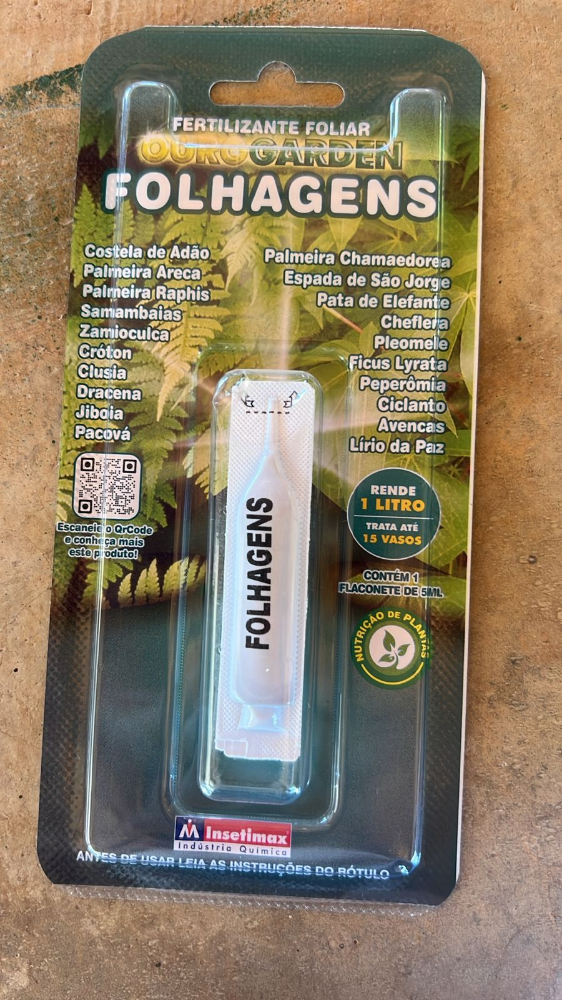 FERTILIZANTE FOLIAR
OUROGARDEN
FOLHAGENS
Costela de Adão
Palmeira Areca
Palmeira Raphis
Samambaias
Zamioculca
Cróton
Clusia
Dracena
Jiboia
Pacová
Palmeira Chamaedorea
Espada de São Jorge
Pata de Elefante
Cheflera
Pleomele
Ficus Lyrata
Peperômia
Ciclanto
Avencas
Lírio da Paz
Escaneie o QrCode
e conheça mais
este produto!
RENDE
1 LITRO
TRATA ATÉ
15 VASOS
CONTÉM 1
FLACONETE DE 5ML
NUTRIÇÃO DE PLANTAS
FOLHAGENS
Insetimax
Indústria Química
ANTES DE USAR LEIA AS INSTRUÇÕES DO RÓTULO